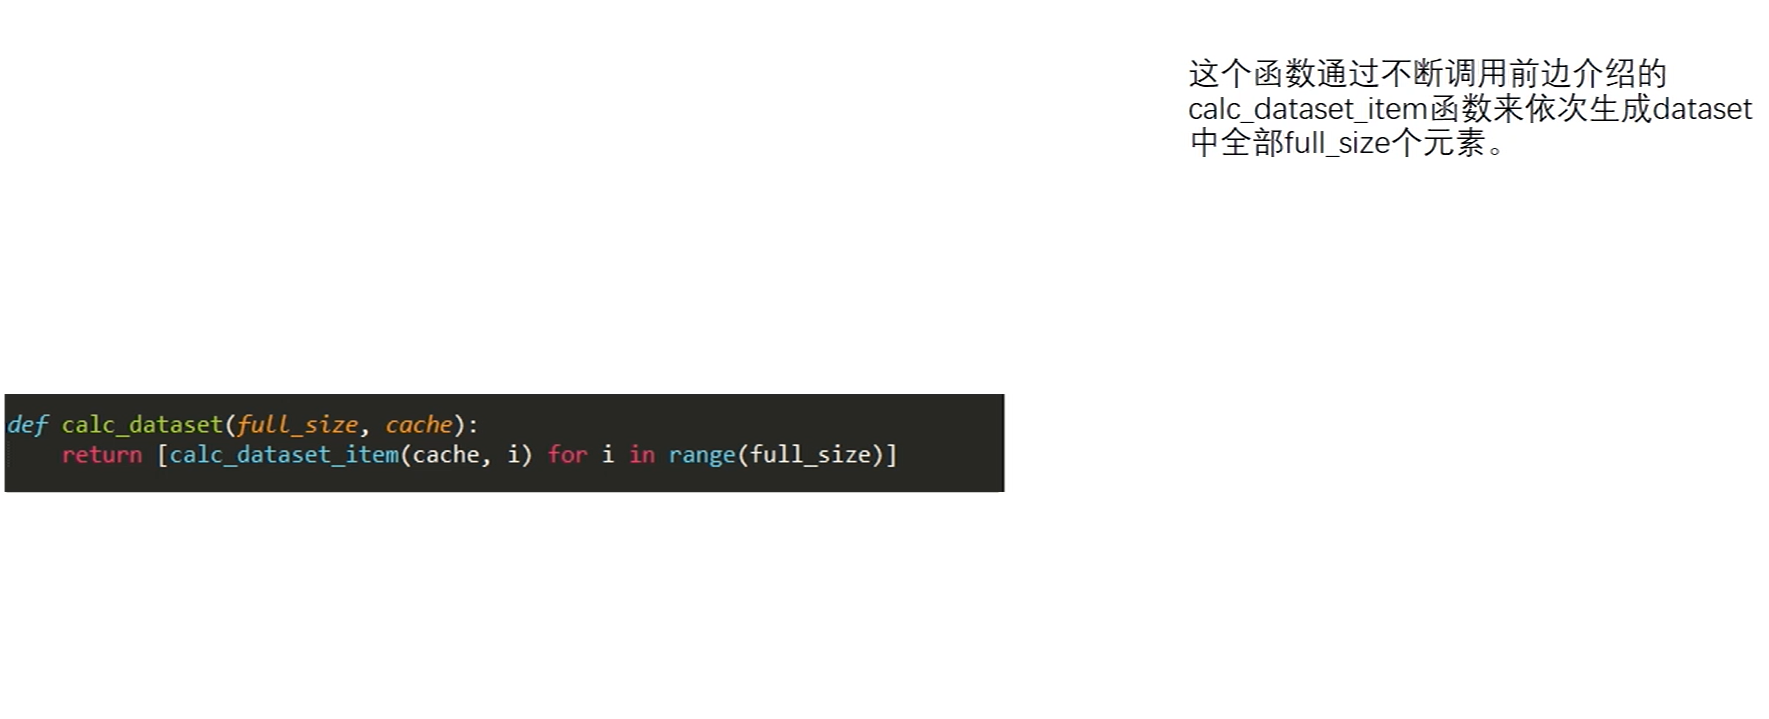 这个函数通过不断调用前边介绍的
calc_dataset_item函数来依次生成dataset
中全部full_size个元素。
def calc_dataset(full_size, cache):
    return [calc_dataset_item(cache, i) for i in range(full_size)]